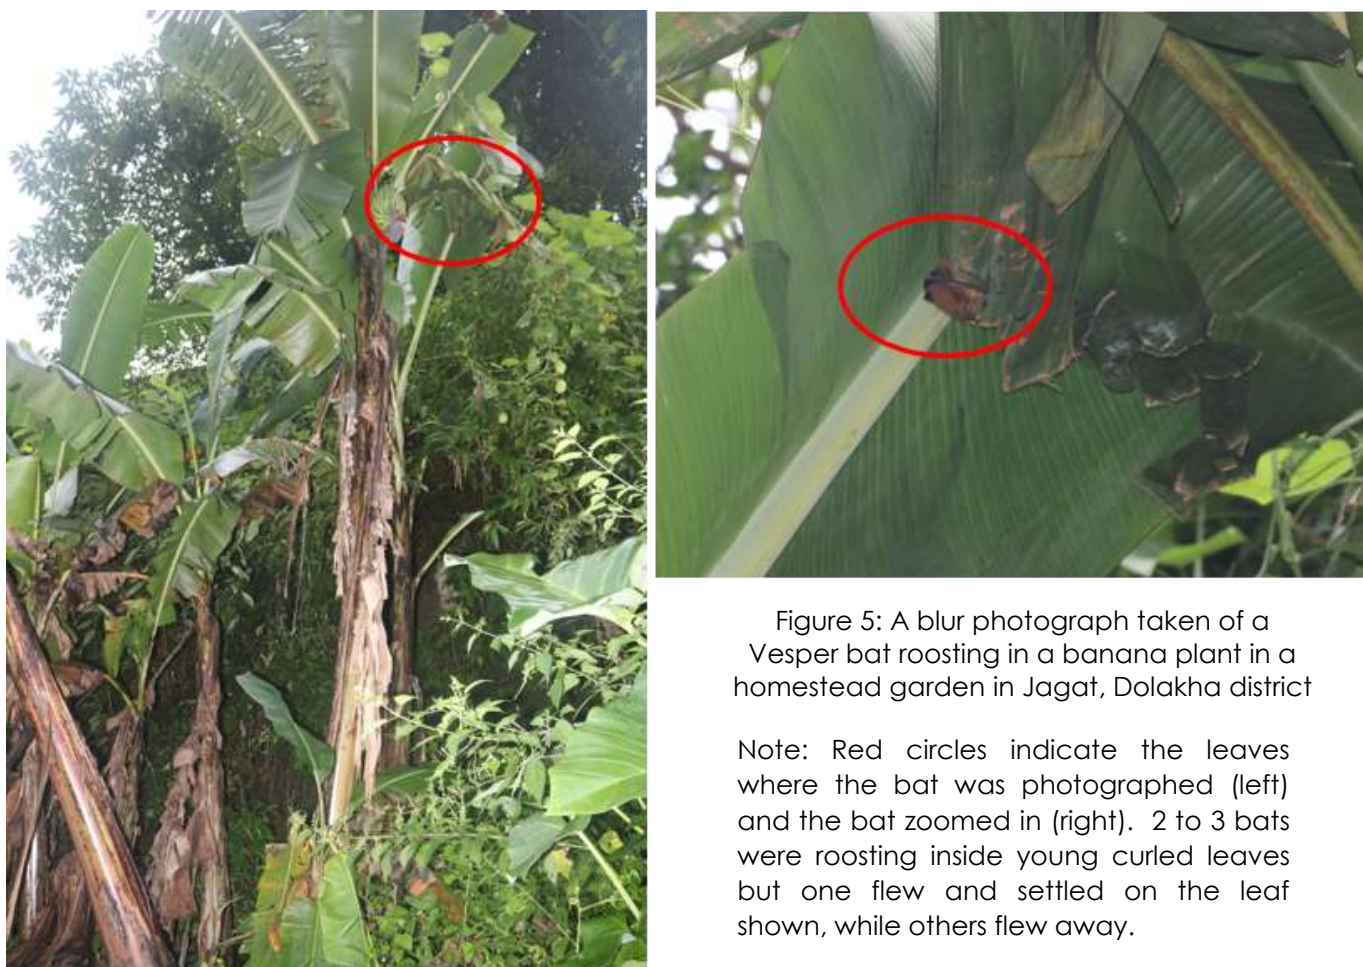 Figure 5: A blur photograph taken of a
Vesper bat roosting in a banana plant in a
homestead garden in Jagat, Dolakha district
Note: Red circles indicate the leaves
where the bat was photographed (left)
and the bat zoomed in (right). 2 to 3 bats
were roosting inside young curled leaves
but one flew and settled on the leaf
shown, while others flew away.